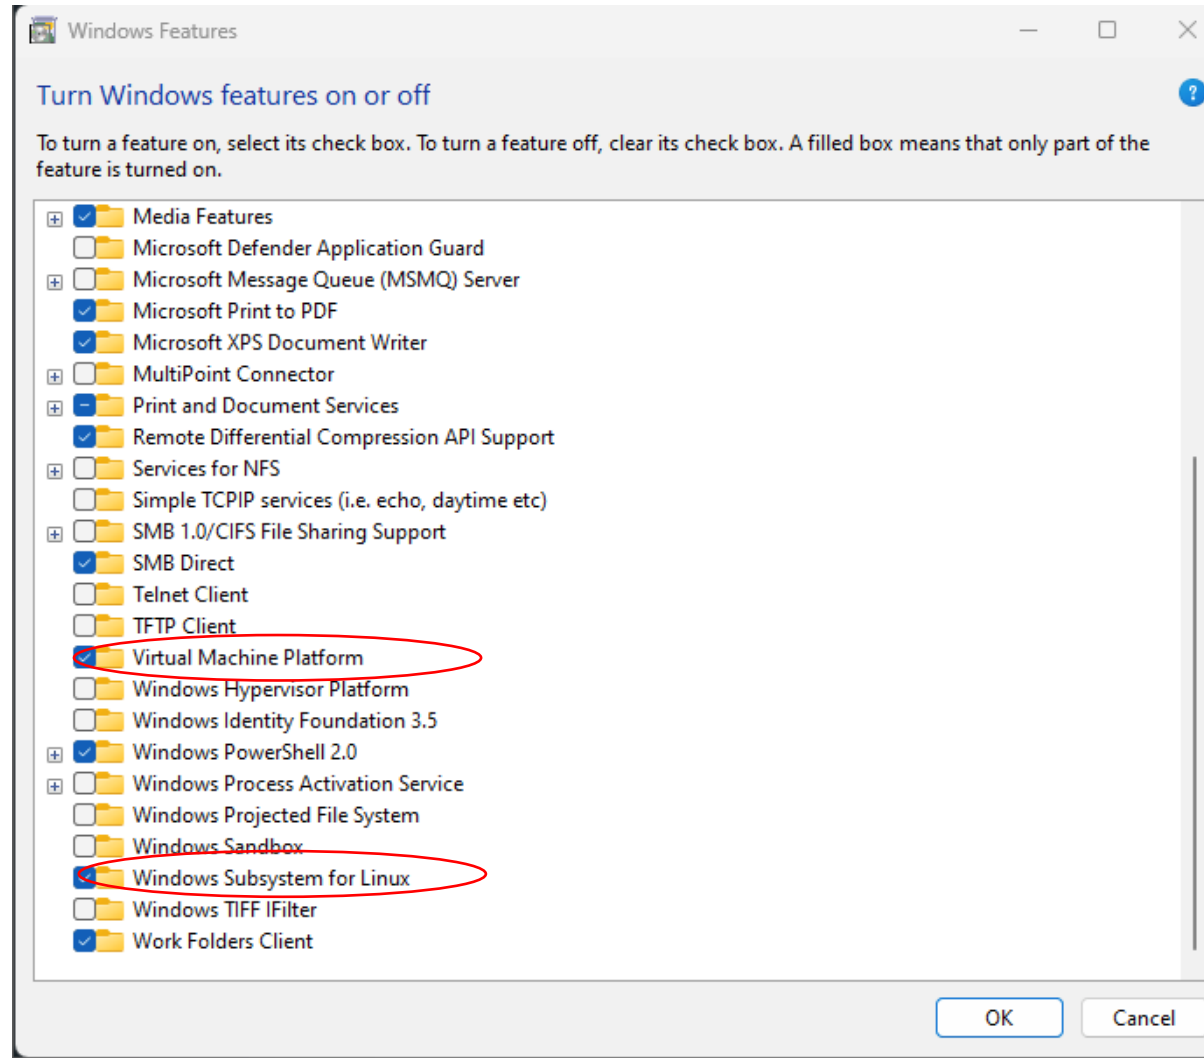 Windows Features
Turn Windows features on or off
?
To turn a feature on, select its check box. To turn a feature off, clear its check box. A filled box means that only part of the
feature is turned on.
Media Features
Microsoft Defender Application Guard
Microsoft Message Queue (MSMQ) Server
Microsoft Print to PDF
Microsoft XPS Document Writer
MultiPoint Connector
Print and Document Services
Remote Differential Compression API Support
Services for NFS
Simple TCPIP services (i.e. echo, daytime etc)
SMB 1.0/CIFS File Sharing Support
SMB Direct
Telnet Client
TFTP Client
Virtual Machine Platform
Windows Hypervisor Platform
Windows Identity Foundation 3.5
Windows PowerShell 2.0
Windows Process Activation Service
Windows Projected File System
Windows Sandbox
Windows Subsystem for Linux
Windows TIFF IFilter
Work Folders Client
OK Cancel